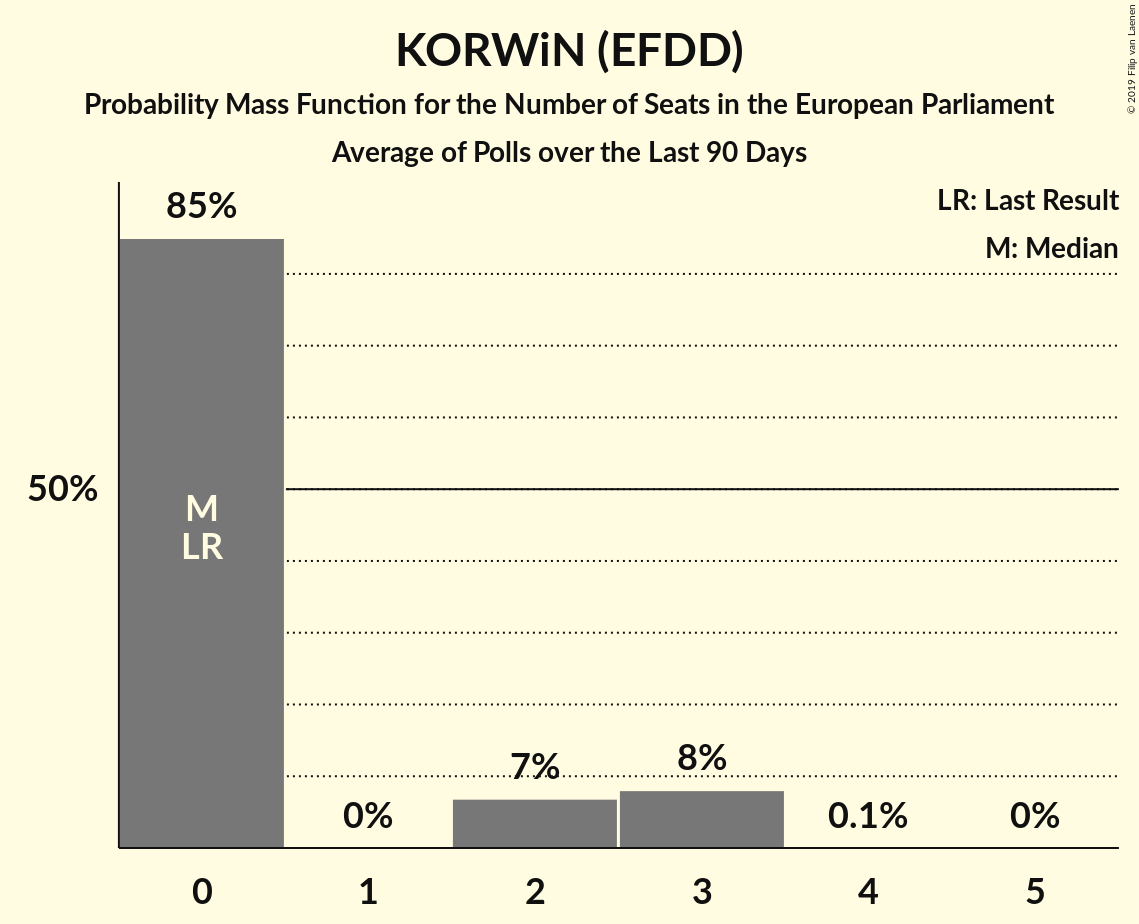 KORWiN (EFDD)
Probability Mass Function for the Number of Seats in the European Parliament
Average of Polls over the Last 90 Days
© 2019 Filip van Laenen
LR: Last Result
M: Median
85%
50%
M
LR
7%
8%
0%
0.1%
0%
0 1 2 3 4 5